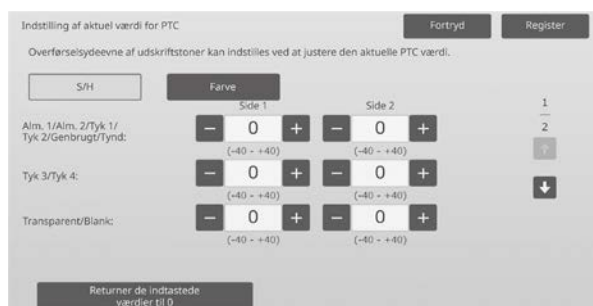 Indstilling af aktuel værdi for PTC
Fortryd
Register
Overførselsydeevne af udskriftstoner kan indstilles ved at justere den aktuelle PTC værdi.
S/H
Farve
Side 1
Side 2
Alm. 1/Alm. 2/Tyk 1/
Tyk 2/Genbrugt/Tynd:
− 0 +
− 0 +
(-40 - +40)
(-40 - +40)
Tyk 3/Tyk 4:
− 0 +
− 0 +
(-40 - +40)
(-40 - +40)
Transparent/Blank:
− 0 +
− 0 +
(-40 - +40)
(-40 - +40)
1
2
Returner de indtastede
værdier til 0